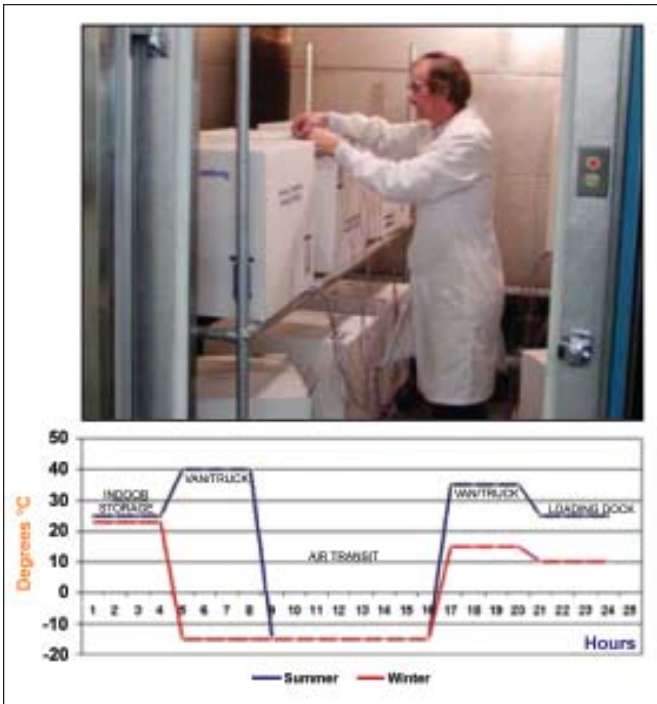 50
40
30
20
10
0
-10
-20
Degrees °C
INDOOR
STORAGE
VAN/TRUCK
AIR TRANSIT
VAN/TRUCK
LOADING DOCK
1 2 3 4 5 6 7 8 9 10 11 12 13 14 15 16 17 18 19 20 21 22 23 24 25
Hours
Summer Winter